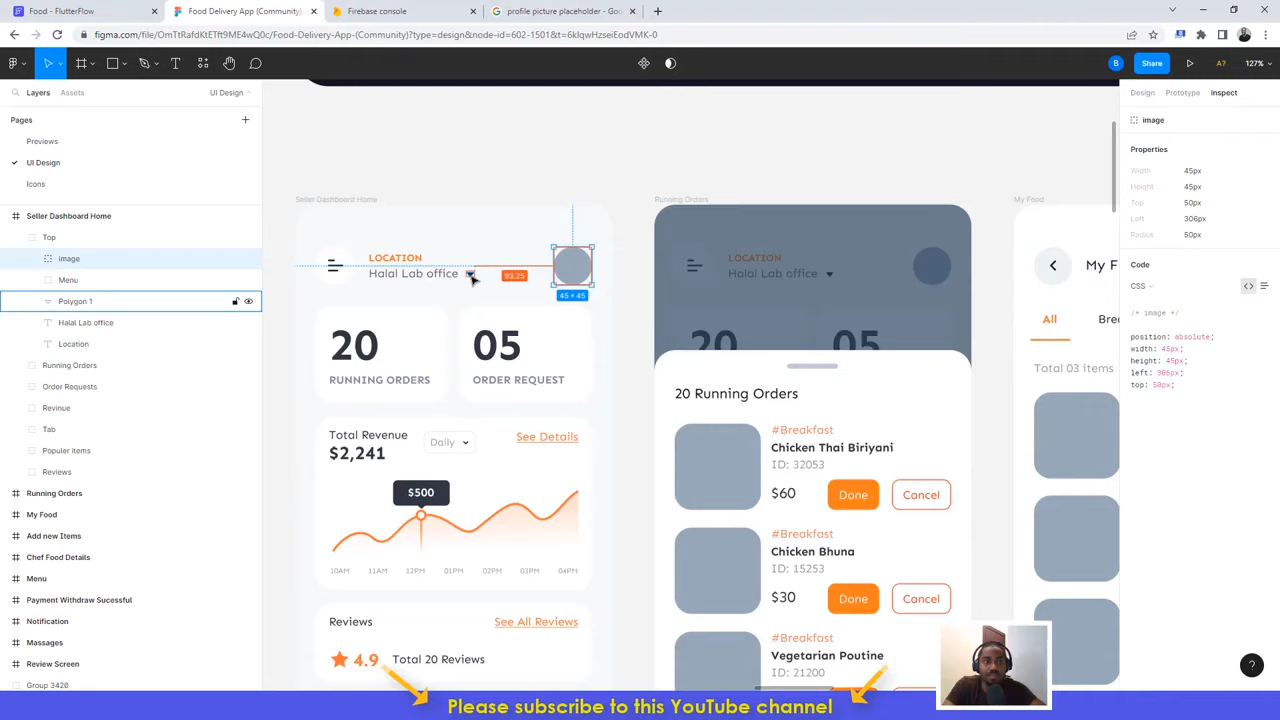 Food - FlutterFlow
Food Delivery App (Community)
Firebase console
profile picture placeholder - Goo
figma.com/file/OmTtRafdKtETft9ME4wQ0c/Food-Delivery-App-(Community)?type=design&node-id=602-1501&t=6kIqwHzseiEodVMK-0
B
Share
A?
127%
Layers
Assets
UI Design
Design
Prototype
Inspect
Pages
Previews
UI Design
Icons
Seller Dashboard Home
Top
image
Menu
Polygon 1
Halal Lab office
Location
Running Orders
Order Requests
Revinue
Tab
Populer items
Reviews
Running Orders
My Food
Add new Items
Chef Food Details
Menu
Payment Withdraw Sucessful
Notification
Massages
Review Screen
Group 3420
Seller Dashboard Home
LOCATION
Halal Lab office
93.25
45 × 45
20
RUNNING ORDERS
05
ORDER REQUEST
Total Revenue
$2,241
Daily
See Details
$500
10AM 11AM 12PM 01PM 02PM 03PM 04PM
Reviews
See All Reviews
4.9
Total 20 Reviews
Running Orders
LOCATION
Halal Lab office
20
05
20 Running Orders
#Breakfast
Chicken Thai Biriyani
ID: 32053
$60
Done
Cancel
#Breakfast
Chicken Bhuna
ID: 15253
$30
Done
Cancel
#Breakfast
Vegetarian Poutine
ID: 21200
My Food
My F
All
Brea
Total 03 items
image
Properties
Width 45px
Height 45px
Top 50px
Left 306px
Radius 50px
Code
CSS
/* image */
position: absolute;
width: 45px;
height: 45px;
left: 306px;
top: 50px;
?
Please subscribe to this YouTube channel